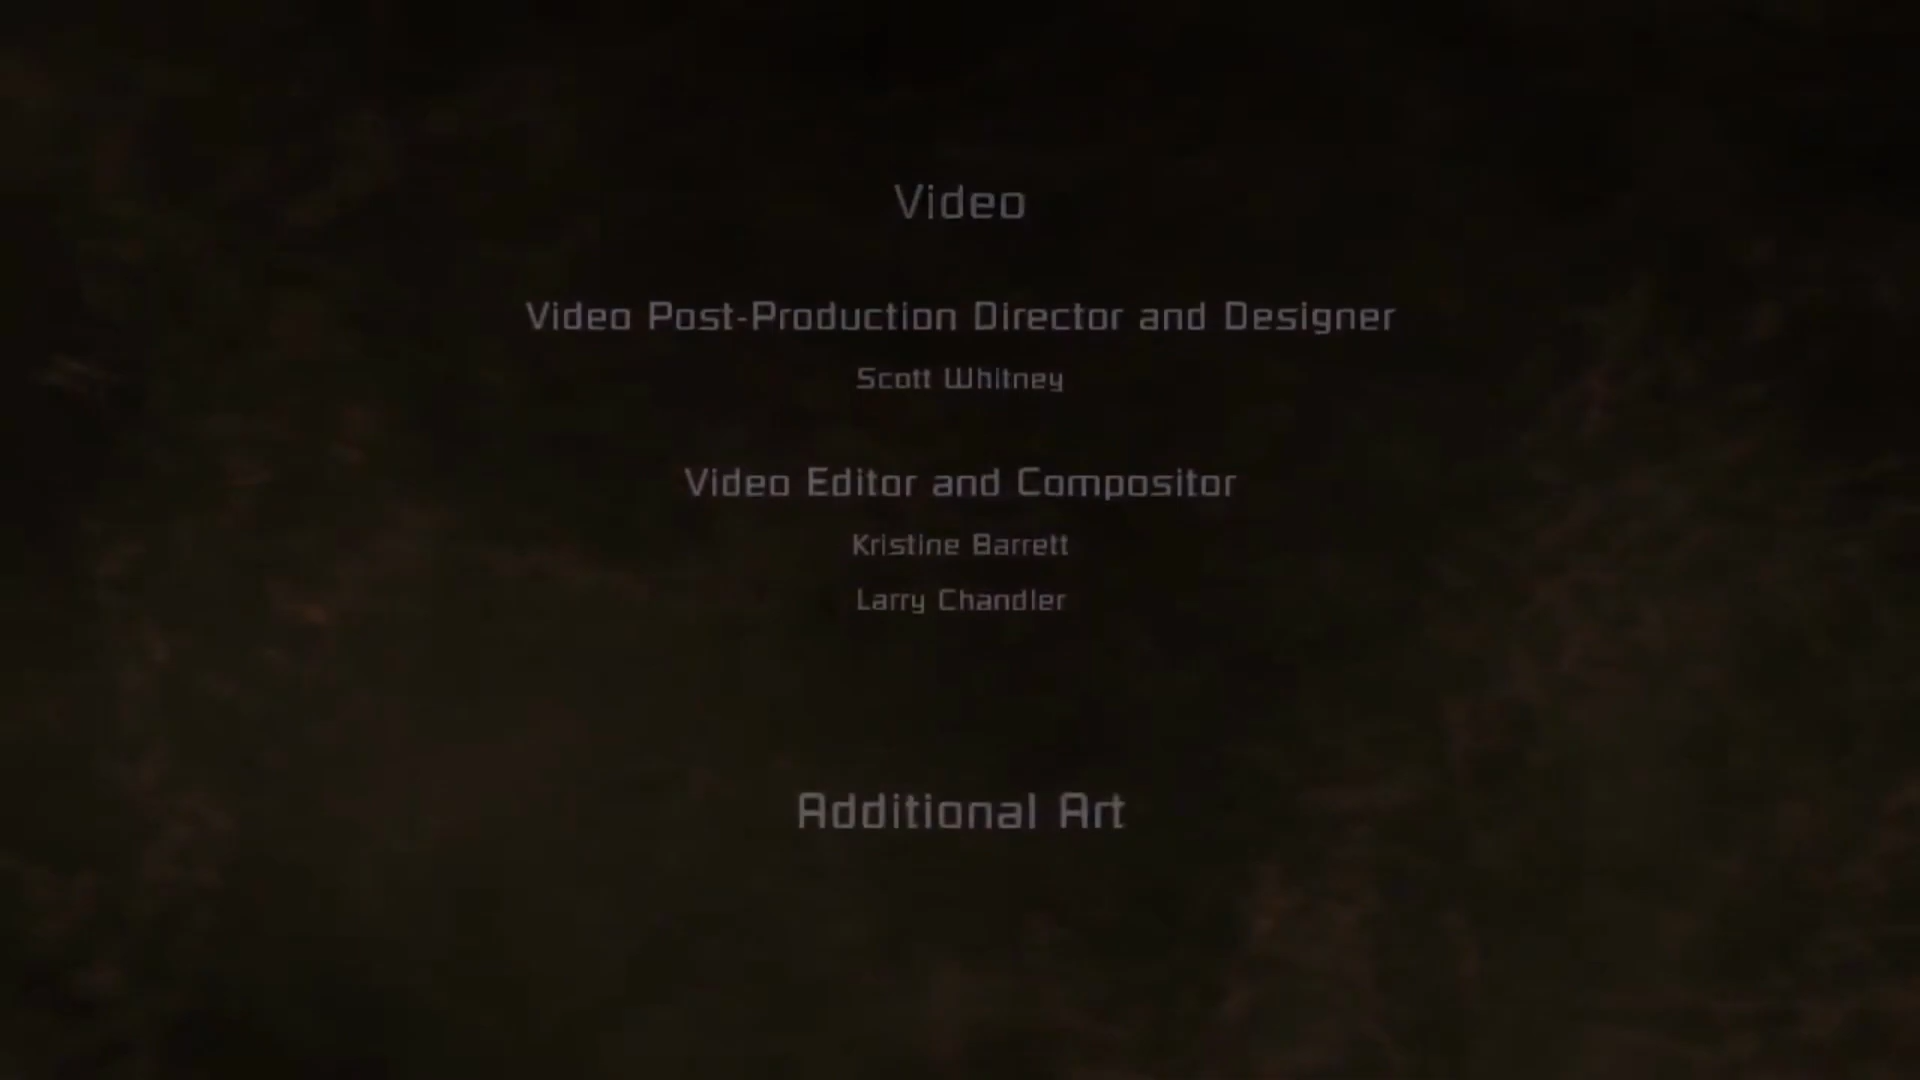 Video
Video Post-Production Director and Designer
Scott Whitney
Video Editor and Compositor
Kristine Barrett
Larry Chandler
Additional Art